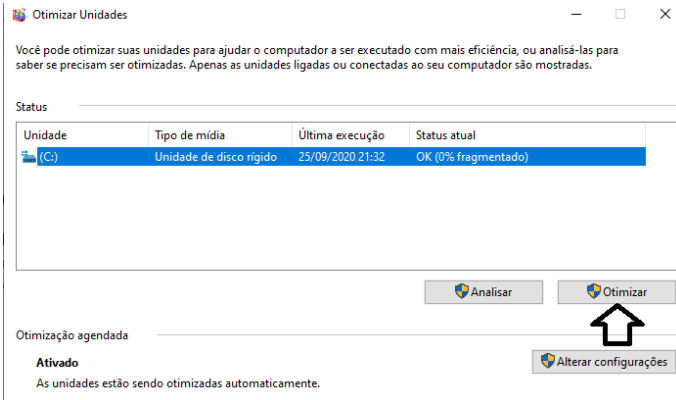 Otimizar Unidades
Você pode otimizar suas unidades para ajudar o computador a ser executado com mais eficiência, ou analisá-las para
saber se precisam ser otimizadas. Apenas as unidades ligadas ou conectadas ao seu computador são mostradas.
Status
Unidade Tipo de mídia Última execução Status atual
(C:) Unidade de disco rígido 25/09/2020 21:32 OK (0% fragmentado)
Analisar Otimizar
Otimização agendada
Ativado Alterar configurações
As unidades estão sendo otimizadas automaticamente.